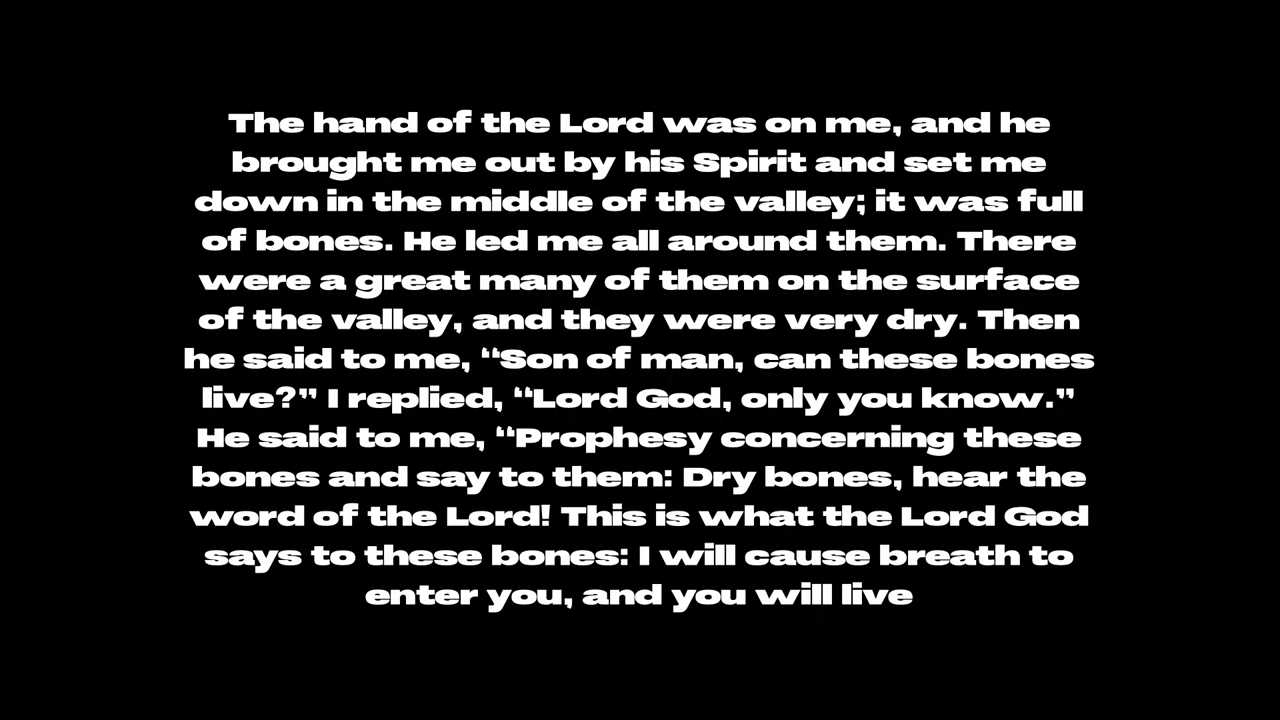 The hand of the Lord was on me, and he
brought me out by his Spirit and set me
down in the middle of the valley; it was full
of bones. He led me all around them. There
were a great many of them on the surface
of the valley, and they were very dry. Then
he said to me, “Son of man, can these bones
live?” I replied, “Lord God, only you know.”
He said to me, “Prophesy concerning these
bones and say to them: Dry bones, hear the
word of the Lord! This is what the Lord God
says to these bones: I will cause breath to
enter you, and you will live